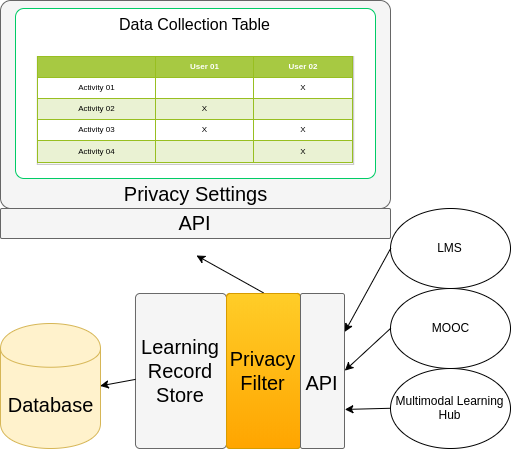 Data Collection Table
User 01 User 02
Activity 01 X
Activity 02 X
Activity 03 X X
Activity 04 X
Privacy Settings
API
LMS
MOOC
Multimodal Learning
Hub
Learning
Record
Store
Privacy
Filter
API
Database